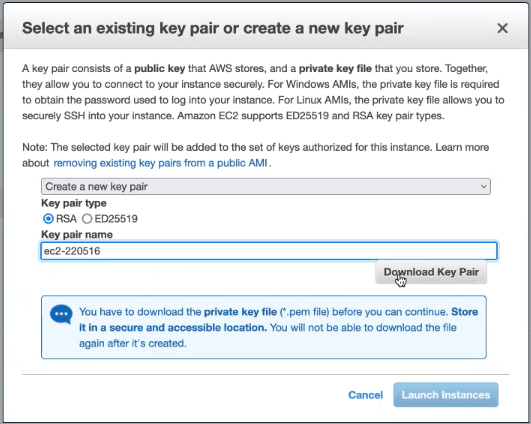 Select an existing key pair or create a new key pair
A key pair consists of a public key that AWS stores, and a private key file that you store. Together,
they allow you to connect to your instance securely. For Windows AMIs, the private key file is required
to obtain the password used to log into your instance. For Linux AMIs, the private key file allows you to
securely SSH into your instance. Amazon EC2 supports ED25519 and RSA key pair types.
Note: The selected key pair will be added to the set of keys authorized for this instance. Learn more
about removing existing key pairs from a public AMI.
Create a new key pair
Key pair type
RSA ED25519
Key pair name
ec2-220516
Download Key Pair
You have to download the private key file (*.pem file) before you can continue. Store
it in a secure and accessible location. You will not be able to download the file
again after it's created.
Cancel Launch Instances